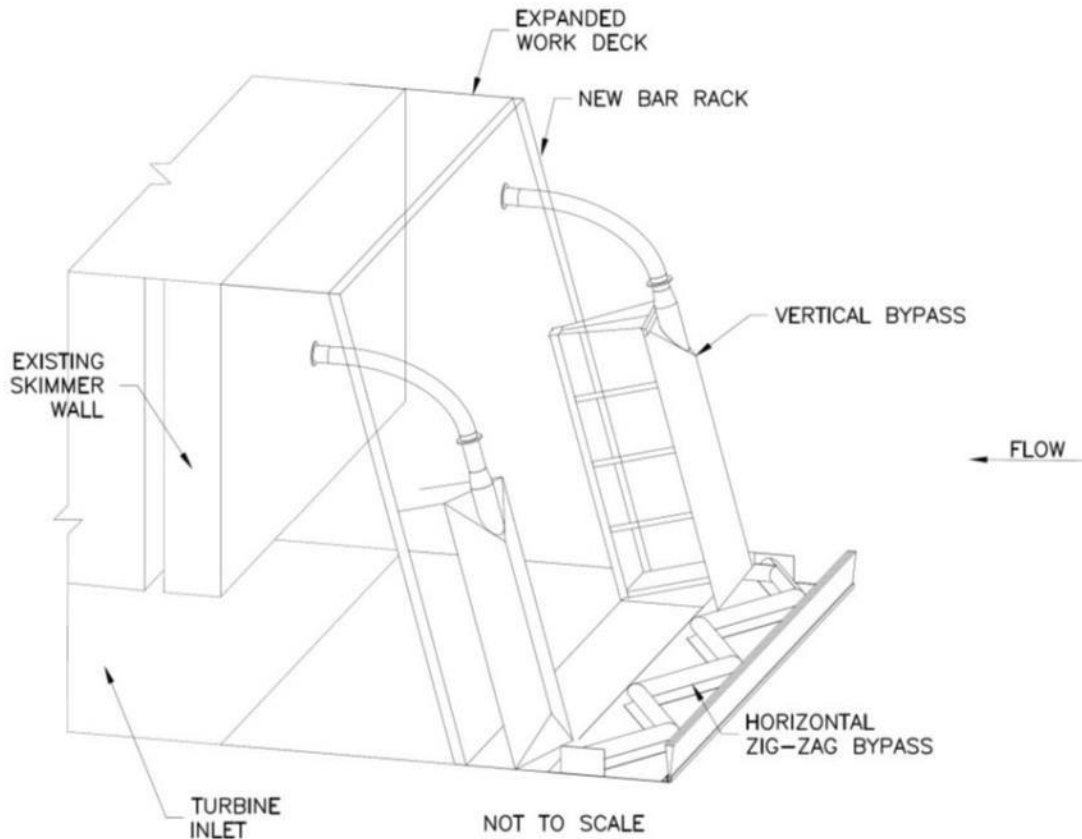 EXPANDED
WORK DECK
NEW BAR RACK
VERTICAL BYPASS
EXISTING
SKIMMER
WALL
FLOW
HORIZONTAL
ZIG-ZAG BYPASS
TURBINE
INLET
NOT TO SCALE